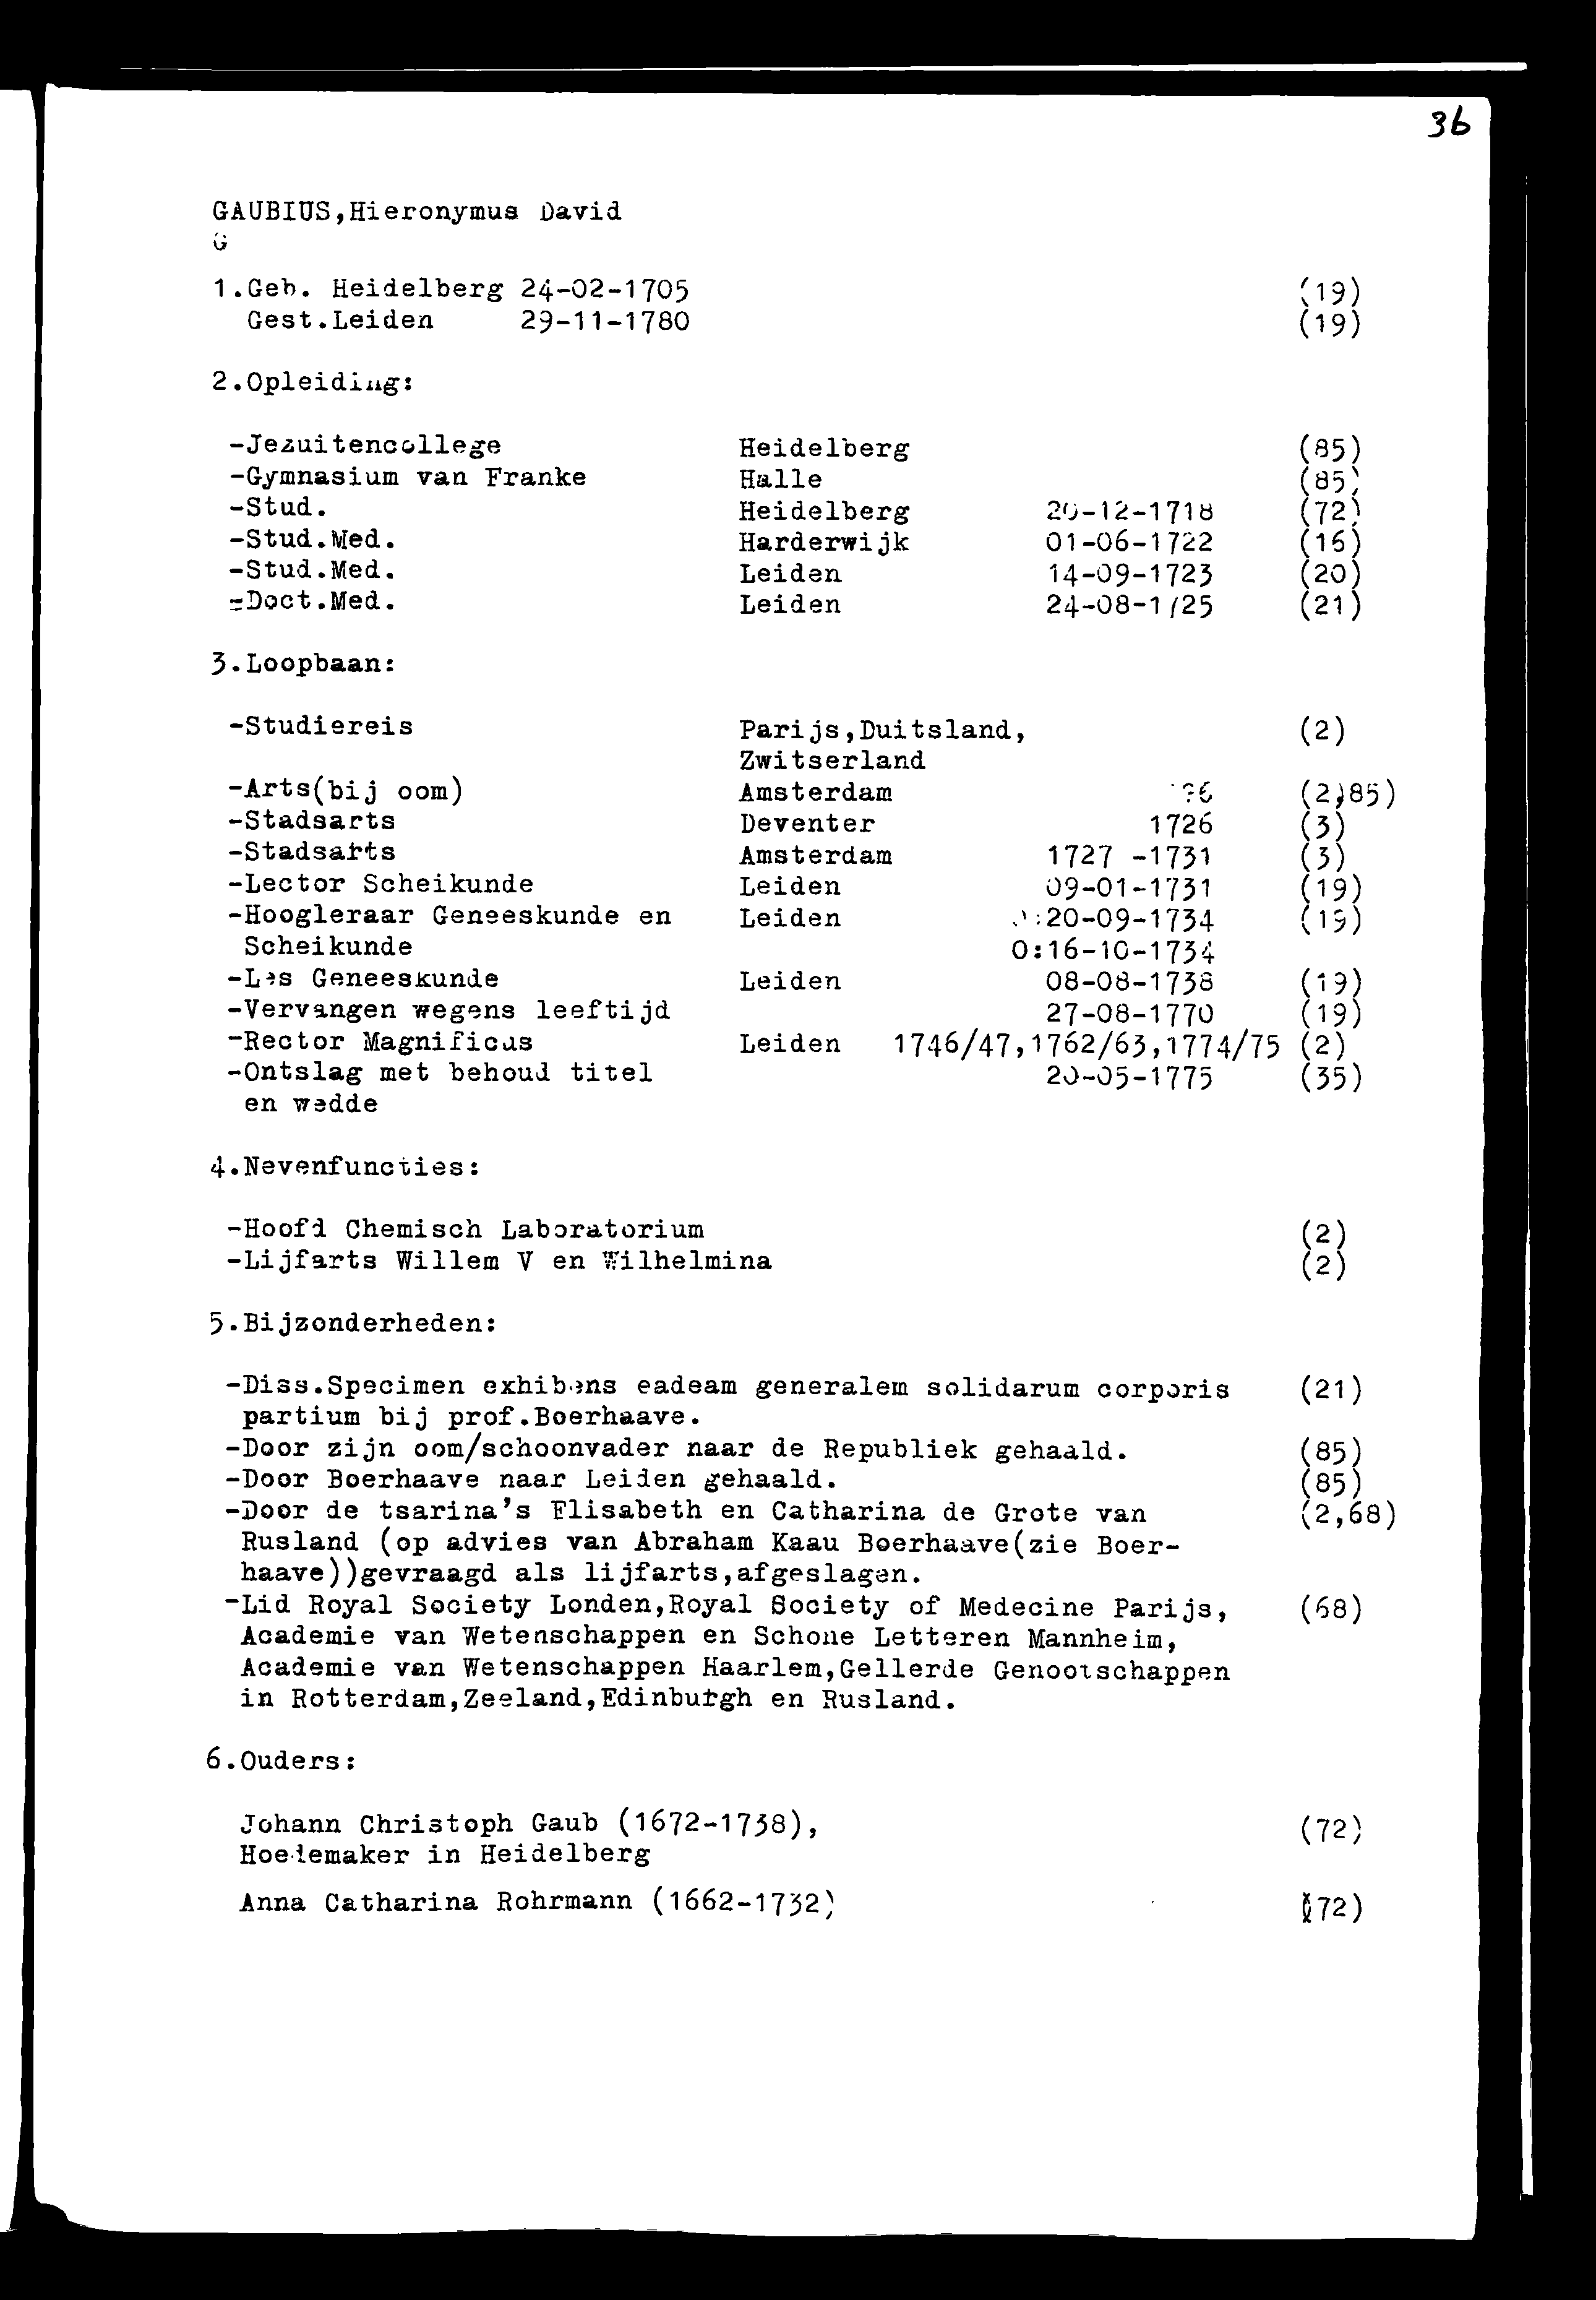 36
GAUBIUS,Hieronymus David
G
1.Geb. Heidelberg 24-02-1705 (19)
Gest.Leiden 29-11-1780 (19)
2.Opleiding:
-Jezuitencollege Heidelberg (85)
-Gymnasium van Franke Halle (85)
-Stud. Heidelberg 20-12-1718 (72)
-Stud.Med. Harderwijk 01-06-1722 (16)
-Stud.Med. Leiden 14-09-1723 (20)
-Doct.Med. Leiden 24-08-1725 (21)
3.Loopbaan:
-Studiereis Parijs,Duitsland, (2)
Zwitserland
-Arts(bij oom) Amsterdam (2,85)
-Stadsarts Deventer 1726 (3)
-Stadsarts Amsterdam 1727 -1731 (3)
-Lector Scheikunde Leiden 09-01-1731 (19)
-Hoogleraar Geneeskunde en Leiden 20-09-1734 (19)
Scheikunde O:16-10-1734
-Les Geneeskunde Leiden 08-08-1738 (19)
-Vervangen wegens leeftijd 27-08-1770 (19)
-Rector Magnificus Leiden 1746/47,1762/63,1774/75 (2)
-Ontslag met behoud titel 20-05-1775 (35)
en wedde
4.Nevenfuncties:
-Hoofd Chemisch Laboratorium (2)
-Lijfarts Willem V en Wilhelmina (2)
5.Bijzonderheden:
-Diss.Specimen exhibens eadeam generalem solidarum corporis (21)
partium bij prof.Boerhaave.
-Door zijn oom/schoonvader naar de Republiek gehaald. (85)
-Door Boerhaave naar Leiden gehaald. (85)
-Door de tsarina's Elisabeth en Catharina de Grote van (2,68)
Rusland (op advies van Abraham Kaau Boerhaave(zie Boer-
haave))gevraagd als lijfarts,afgeslagen.
-Lid Royal Society Londen,Royal Society of Medecine Parijs, (68)
Academie van Wetenschappen en Schone Letteren Mannheim,
Academie van Wetenschappen Haarlem,Gellerde Genootschappen
in Rotterdam,Zeeland,Edinburgh en Rusland.
6.Ouders:
Johann Christoph Gaub (1672-1738), (72)
Hoedemaker in Heidelberg
Anna Catharina Rohrmann (1662-1732) (72)